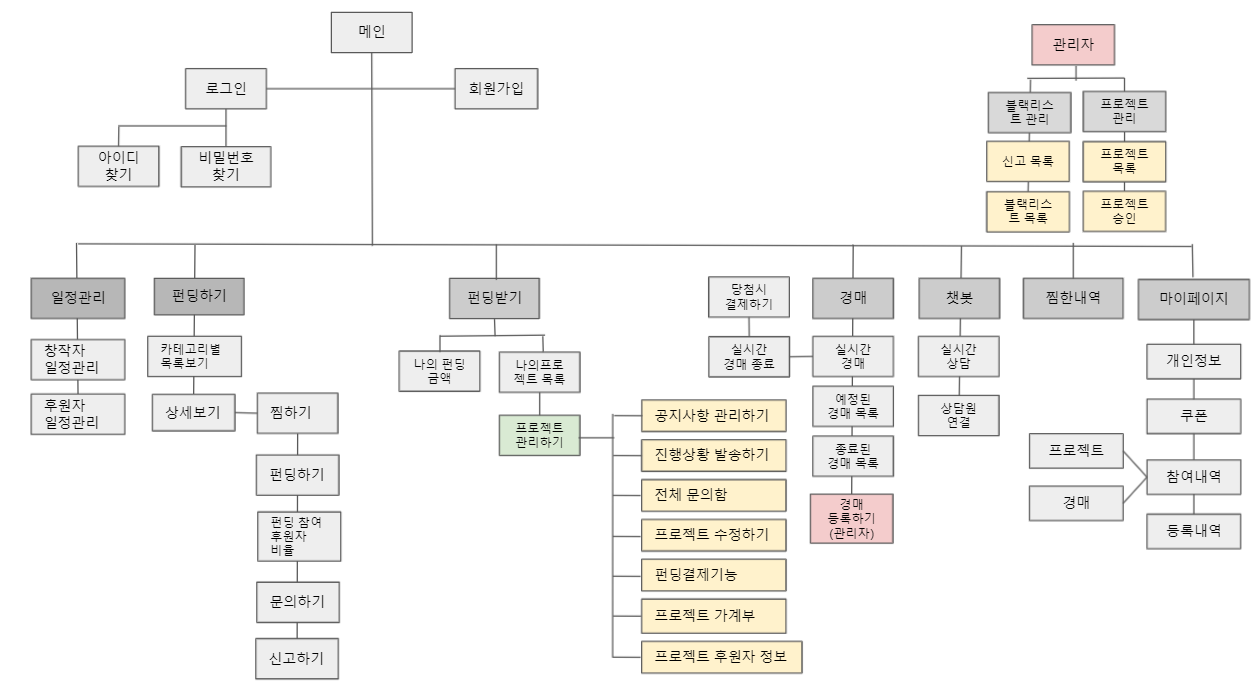 메인
관리자
로그인
회원가입
아이디
찾기
비밀번호
찾기
블랙리스
트 관리
프로젝트
관리
신고 목록
프로젝트
목록
블랙리스
트 목록
프로젝트
승인
일정관리
창작자
일정관리
후원자
일정관리
펀딩하기
카테고리별
목록보기
상세보기
찜하기
펀딩하기
펀딩 참여
후원자
비율
문의하기
신고하기
펀딩받기
나의 펀딩
금액
나의프로
젝트 목록
프로젝트
관리하기
공지사항 관리하기
진행상황 발송하기
전체 문의함
프로젝트 수정하기
펀딩결제기능
프로젝트 가계부
프로젝트 후원자 정보
당첨시
결제하기
실시간
경매 종료
경매
실시간
경매
예정된
경매 목록
종료된
경매 목록
경매
등록하기
(관리자)
챗봇
실시간
상담
상담원
연결
찜한내역
마이페이지
개인정보
쿠폰
프로젝트
경매
참여내역
등록내역